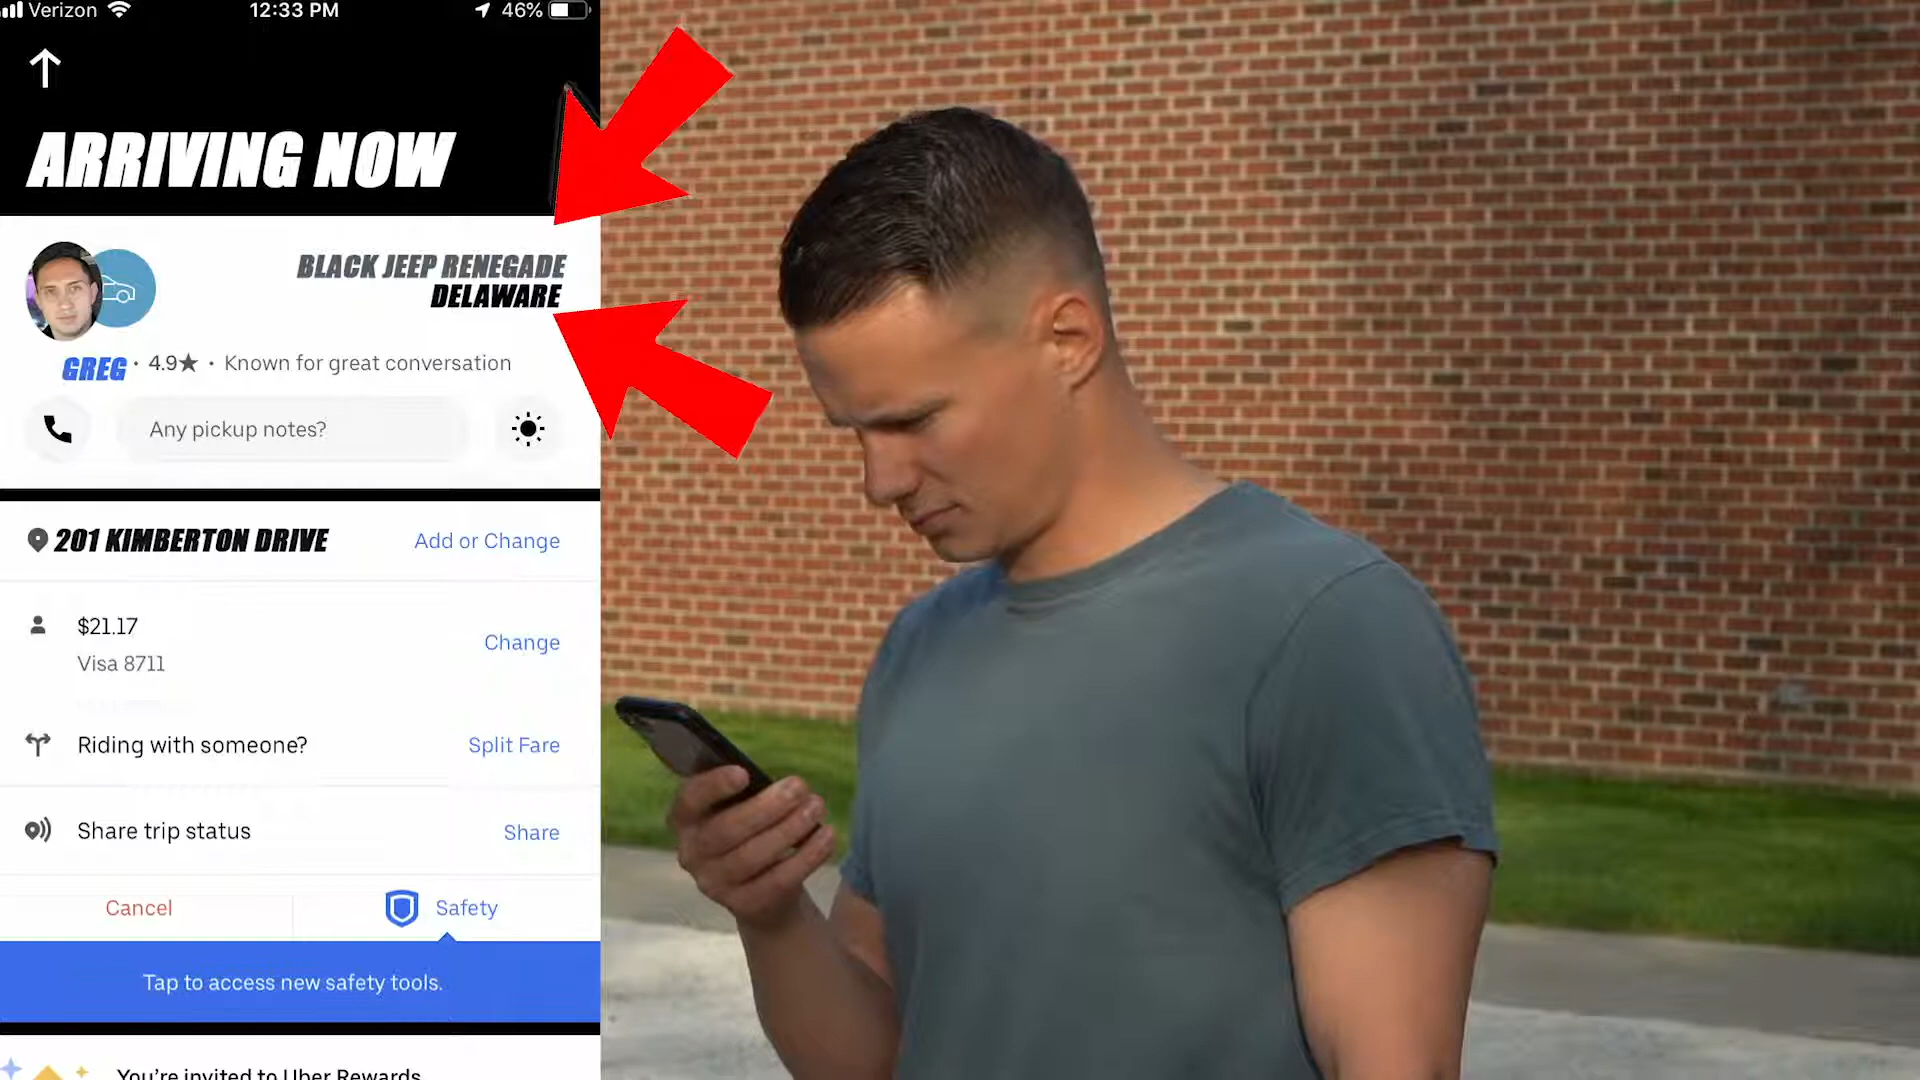 Verizon 12:33 PM 46%
ARRIVING NOW
BLACK JEEP RENEGADE
DELAWARE
GREG · 4.9★ · Known for great conversation
Any pickup notes?
201 KIMBERTON DRIVE Add or Change
$21.17
Visa 8711
Change
Riding with someone? Split Fare
Share trip status Share
Cancel Safety
Tap to access new safety tools.
You're invited to Uber Rewards